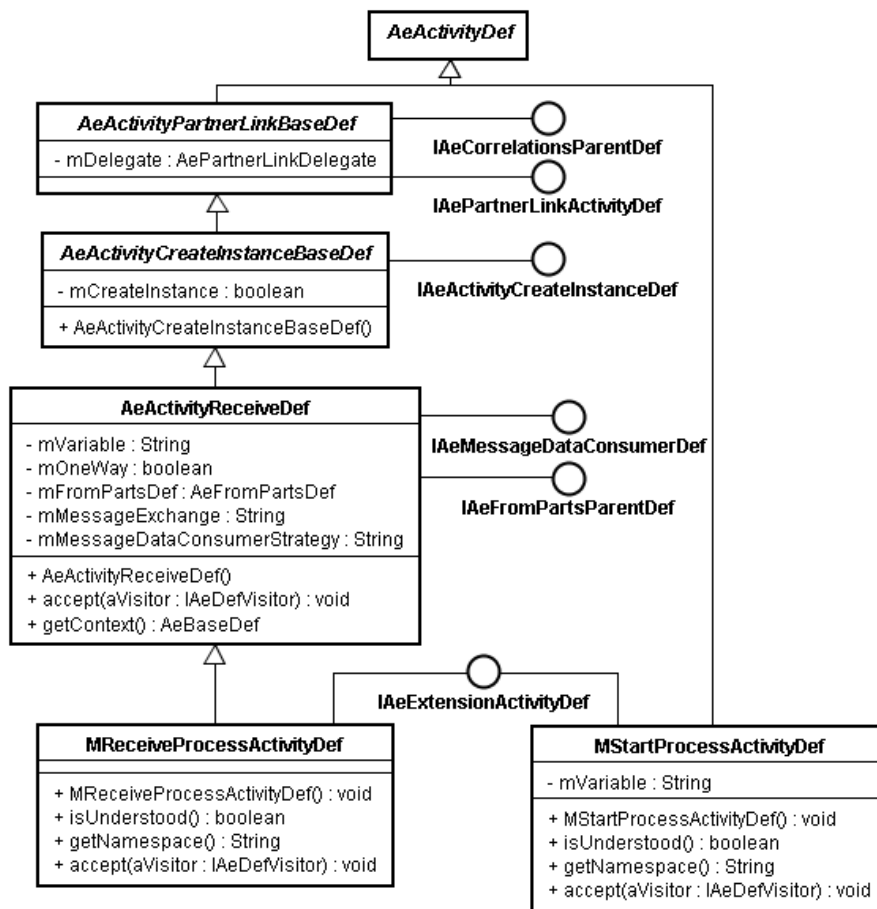 AeActivityDef
AeActivityPartnerLinkBaseDef
- mDelegate : AePartnerLinkDelegate
IAeCorrelationsParentDef
IAePartnerLinkActivityDef
AeActivityCreateInstanceBaseDef
- mCreateInstance : boolean
+ AeActivityCreateInstanceBaseDef()
IAeActivityCreateInstanceDef
AeActivityReceiveDef
- mVariable : String
- mOneWay : boolean
- mFromPartsDef : AeFromPartsDef
- mMessageExchange : String
- mMessageDataConsumerStrategy : String
+ AeActivityReceiveDef()
+ accept(aVisitor : IAeDefVisitor) : void
+ getContext() : AeBaseDef
IAeMessageDataConsumerDef
IAeFromPartsParentDef
IAeExtensionActivityDef
MReceiveProcessActivityDef
+ MReceiveProcessActivityDef() : void
+ isUnderstood() : boolean
+ getNamespace() : String
+ accept(aVisitor : IAeDefVisitor) : void
MStartProcessActivityDef
- mVariable : String
+ MStartProcessActivityDef() : void
+ isUnderstood() : boolean
+ getNamespace() : String
+ accept(aVisitor : IAeDefVisitor) : void